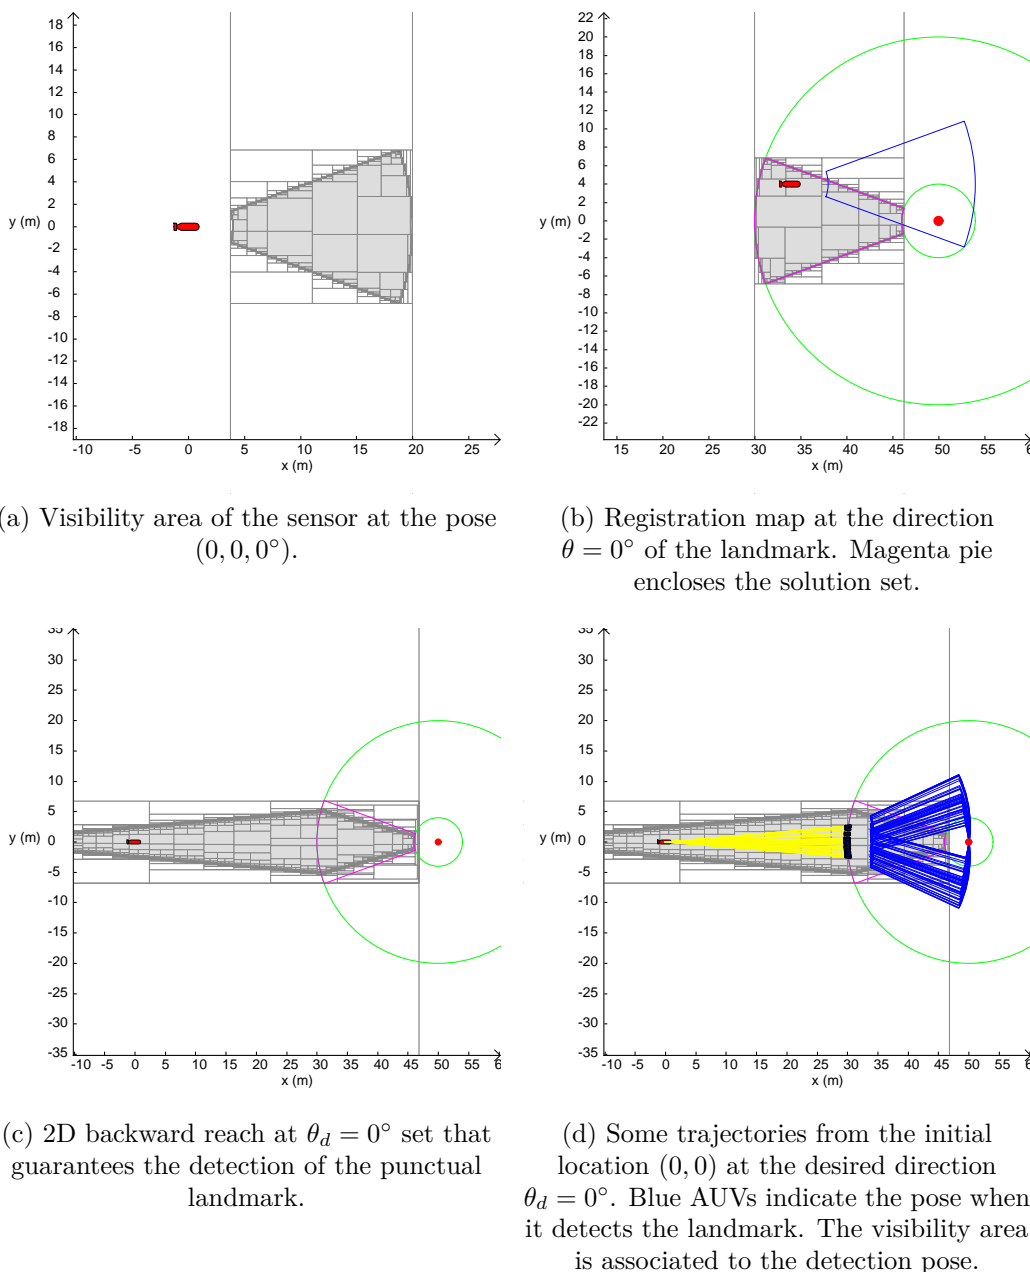 18
16
14
12
10
8
6
4
2
y (m) 0
-2
-4
-6
-8
-10
-12
-14
-16
-18
-10 -5 0 5 10 15 20 25
x (m)
22
20
18
16
14
12
10
8
6
4
2
y (m) 0
-2
-4
-6
-8
-10
-12
-14
-16
-18
-20
-22
15 20 25 30 35 40 45 50 55 6
x (m)
(a) Visibility area of the sensor at the pose
(0, 0, 0°).
(b) Registration map at the direction
θ = 0° of the landmark. Magenta pie
encloses the solution set.
35
30
25
20
15
10
5
y (m) 0
-5
-10
-15
-20
-25
-30
-35
-10 -5 0 5 10 15 20 25 30 35 40 45 50 55 6
x (m)
35
30
25
20
15
10
5
y (m) 0
-5
-10
-15
-20
-25
-30
-35
-10 -5 0 5 10 15 20 25 30 35 40 45 50 55 6
x (m)
(c) 2D backward reach at θ_d = 0° set that
guarantees the detection of the punctual
landmark.
(d) Some trajectories from the initial
location (0, 0) at the desired direction
θ_d = 0°. Blue AUVs indicate the pose when
it detects the landmark. The visibility area
is associated to the detection pose.